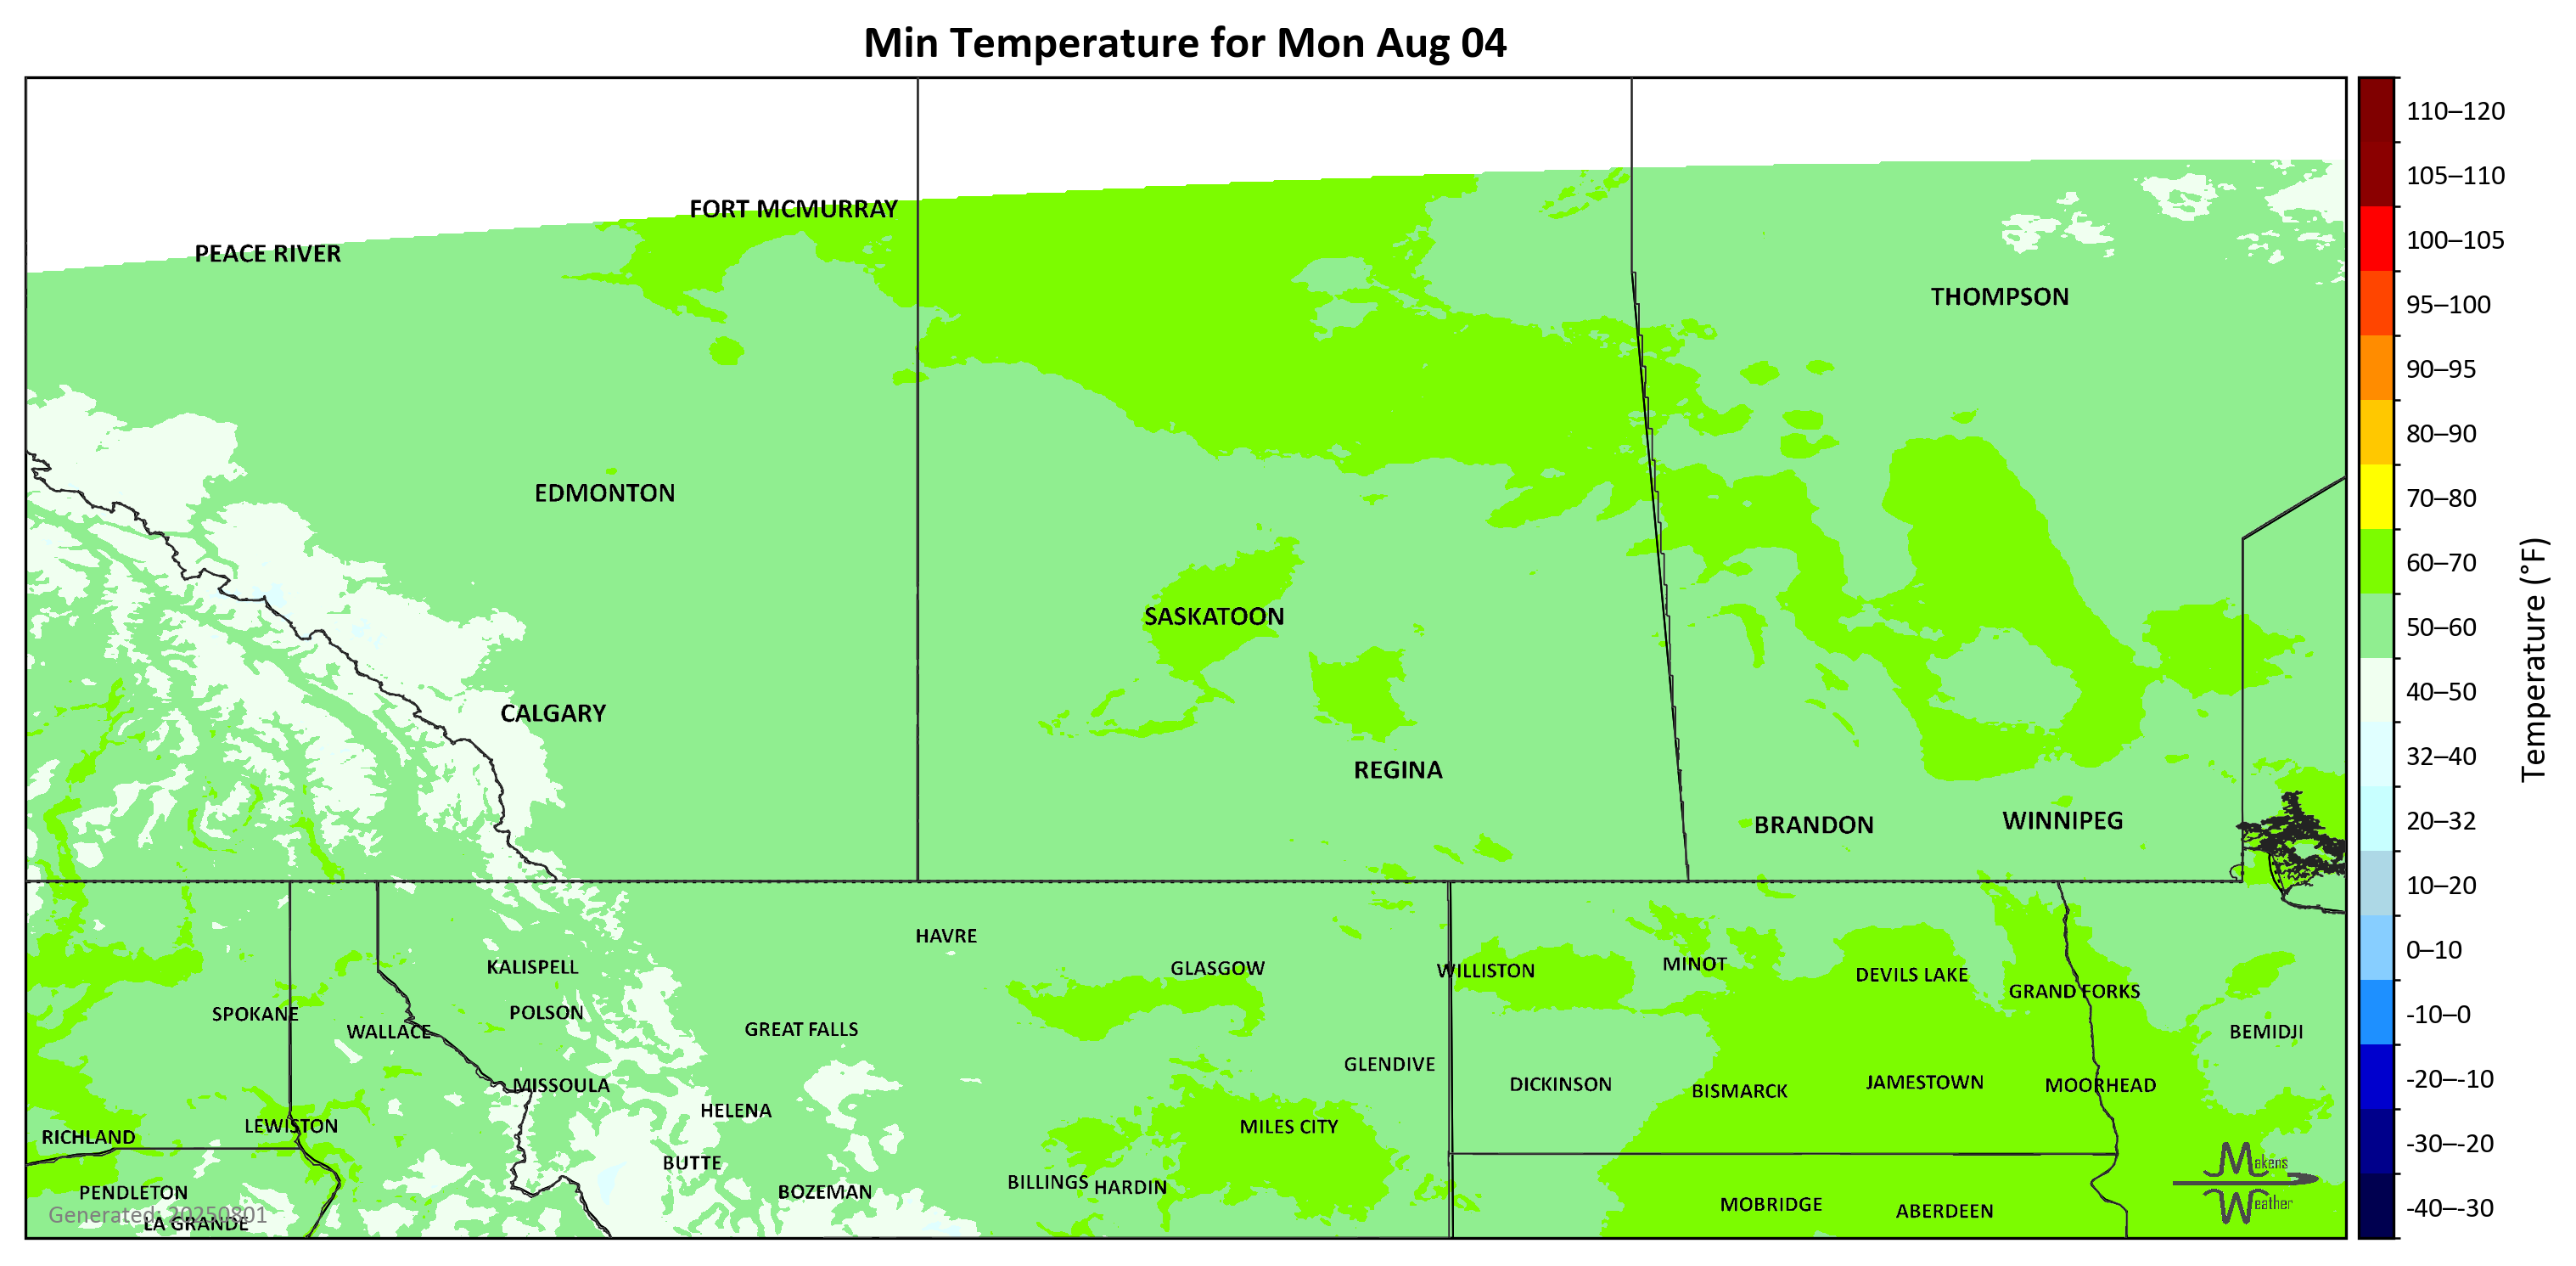 Min Temperature for Mon Aug 04
FORT MCMURRAY
PEACE RIVER
THOMPSON
EDMONTON
SASKATOON
CALGARY
REGINA
BRANDON
WINNIPEG
HAVRE
KALISPELL
GLASGOW
WILLISTON
MINOT
DEVILS LAKE
GRAND FORKS
SPOKANE
POLSON
WALLACE
GREAT FALLS
BEMIDJI
GLENDIVE
MISSOULA
DICKINSON
BISMARCK
JAMESTOWN
MOORHEAD
HELENA
LEWISTON
RICHLAND
MILES CITY
BUTTE
BILLINGS
HARDIN
BOZEMAN
PENDLETON
MOBRIDGE
ABERDEEN
LA GRANDE
Generated: 20250801
Makens
Weather
110–120
105–110
100–105
95–100
90–95
80–90
70–80
60–70
50–60
40–50
32–40
20–32
10–20
0–10
-10–0
-20–-10
-30–-20
-40–-30
Temperature (°F)